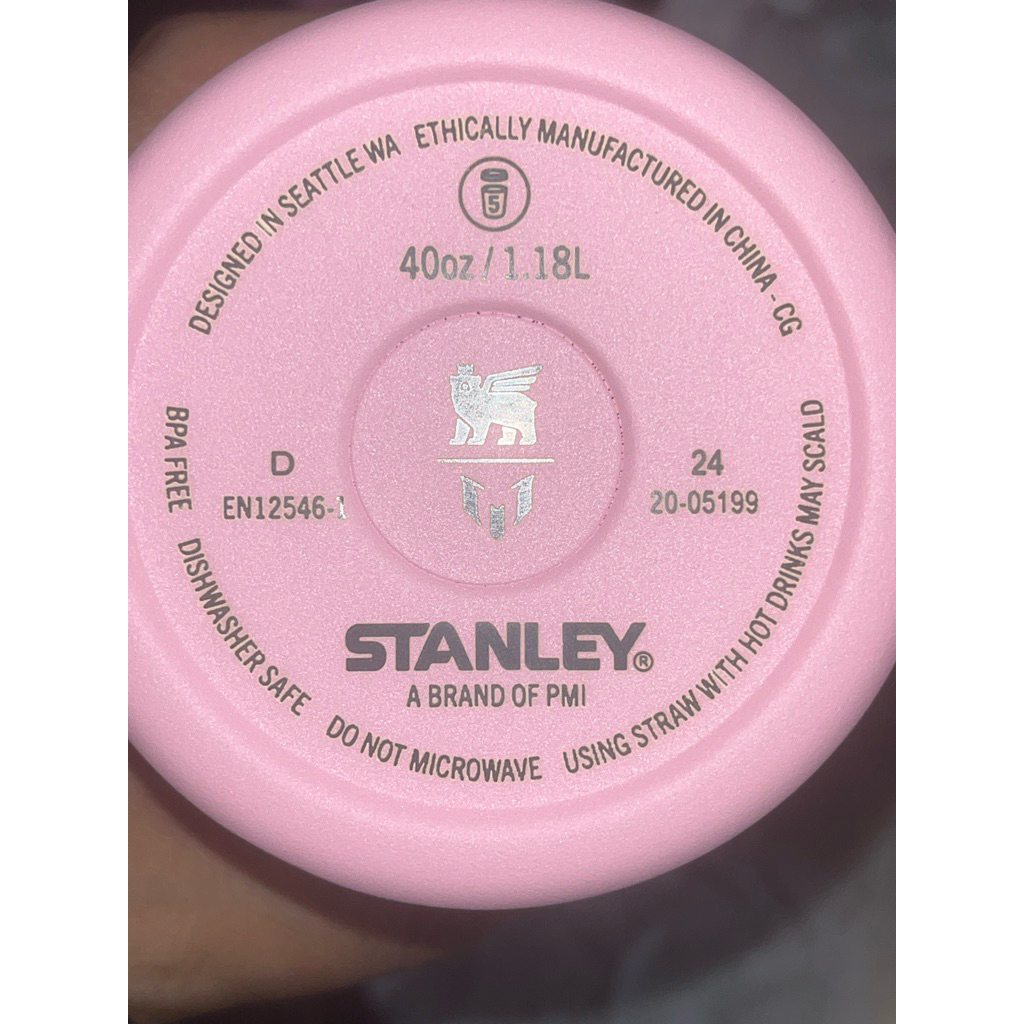 DESIGNED IN SEATTLE WA ETHICALLY MANUFACTURED IN CHINA - CG
5
40oz / 1.18L
D
EN12546-1
24
20-05199
STANLEY®
A BRAND OF PMI
BPA FREE DISHWASHER SAFE DO NOT MICROWAVE USING STRAW WITH HOT DRINKS MAY SCALD